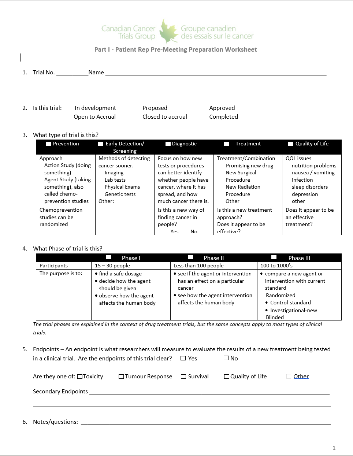 Canadian Cancer Trials Group
Groupe canadien des essais sur le cancer
Part I - Patient Rep Pre-Meeting Preparation Worksheet
1. Trial No. Name
2. Is this trial: In development Proposed Approved
Open to Accrual Closed to accrual Completed
3. What type of trial is this?
Prevention
Early Detection/ Screening
Diagnostic
Treatment
Quality of Life
Approach
Action Study (doing something)
Agent Study (taking something), also called chemo-prevention studies
Methods of detecting cancer sooner.
Imaging
Lab tests
Physical Exams
Genetic tests
Other:
Focus on how new tests or procedures can better identify whether people have cancer, where it has spread, and how much cancer there is.
Treatment/Combination
Promising new drug
New Surgical Procedure
New Radiation Procedure
Other
QOL Issues
nutrition problems
nausea/ vomiting
infection
sleep disorders
depression
other
Chemoprevention studies can be randomized
Is this a new way of finding cancer in people?
Yes No
Is this a new treatment approach?
Does it appear to be effective?
Does it appear to be an effective treatment?
4. What Phase of trial is this?
Phase I
Phase II
Phase III
Participants
15 – 30 people
Less than 100 people
100 to 1000's
The purpose is to:
• find a safe dosage
• decide how the agent should be given
• observe how the agent affects the human body
• see if the agent or intervention has an effect on a particular cancer
• see how the agent/intervention affects the human body
• compare a new agent or intervention with current standard
Randomized
• Control-standard
• Investigational-new
Blinded
The trial phases are explained in the context of drug treatment trials, but the same concepts apply to most types of clinical
trials.
5. Endpoints – An endpoint is what researchers will measure to evaluate the results of a new treatment being tested
in a clinical trial. Are the endpoints of this trial clear? Yes No
Are they one of: Toxicity Tumour Response Survival Quality of Life Other
Secondary Endpoints
6. Notes/questions:
1